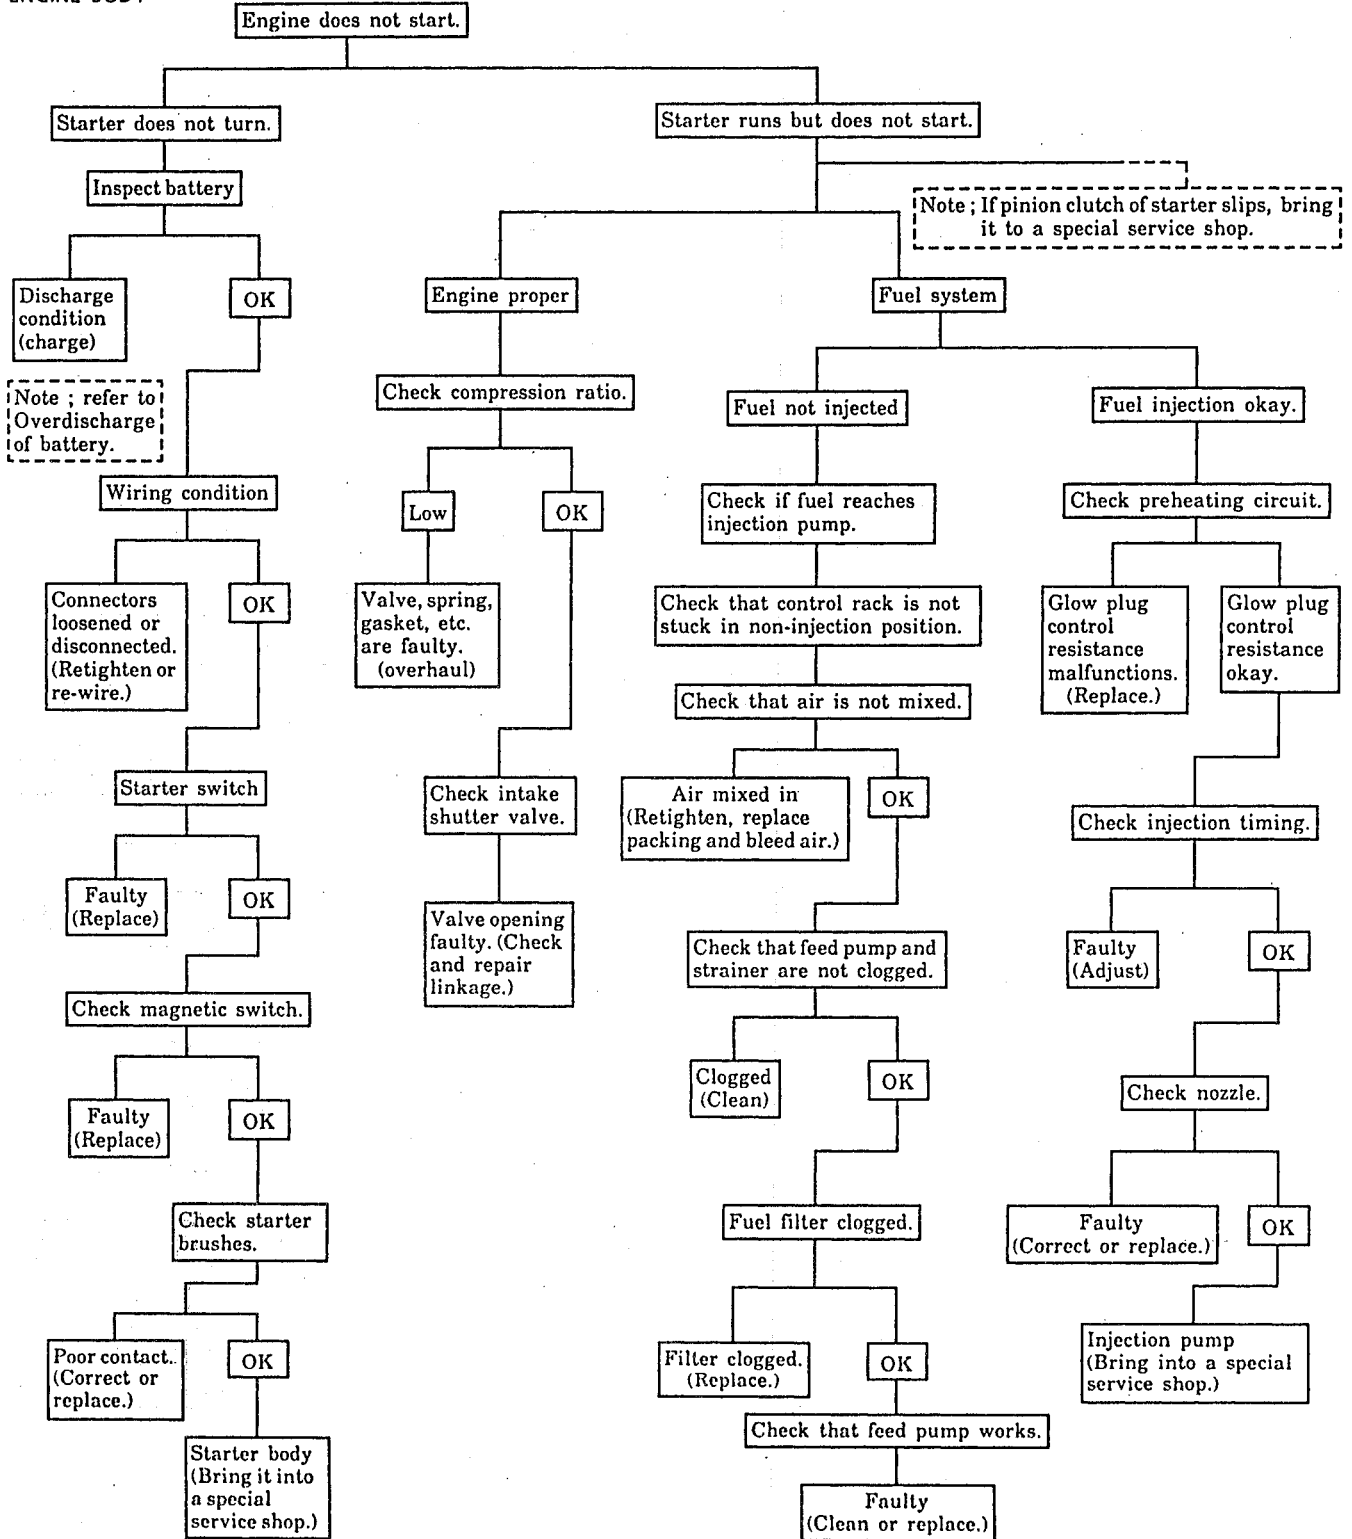 ENGINE BODY
Engine does not start.
Starter does not turn.
Starter runs but does not start.
Inspect battery
Note ; If pinion clutch of starter slips, bring
it to a special service shop.
Discharge
condition
(charge)
OK
Engine proper
Fuel system
Note ; refer to
Overdischarge
of battery.
Check compression ratio.
Fuel not injected
Fuel injection okay.
Wiring condition
Low
OK
Check if fuel reaches
injection pump.
Check preheating circuit.
Connectors
loosened or
disconnected.
(Retighten or
re-wire.)
OK
Valve, spring,
gasket, etc.
are faulty.
(overhaul)
Check that control rack is not
stuck in non-injection position.
Glow plug
control
resistance
malfunctions.
(Replace.)
Glow plug
control
resistance
okay.
Check that air is not mixed.
Starter switch
Check intake
shutter valve.
Air mixed in
(Retighten, replace
packing and bleed air.)
OK
Check injection timing.
Faulty
(Replace)
OK
Valve opening
faulty. (Check
and repair
linkage.)
Check that feed pump and
strainer are not clogged.
Faulty
(Adjust)
OK
Check magnetic switch.
Clogged
(Clean)
OK
Check nozzle.
Faulty
(Replace)
OK
Check starter
brushes.
Fuel filter clogged.
Faulty
(Correct or replace.)
OK
Poor contact.
(Correct or
replace.)
OK
Filter clogged.
(Replace.)
OK
Injection pump
(Bring into a special
service shop.)
Check that feed pump works.
Starter body
(Bring it into
a special
service shop.)
Faulty
(Clean or replace.)